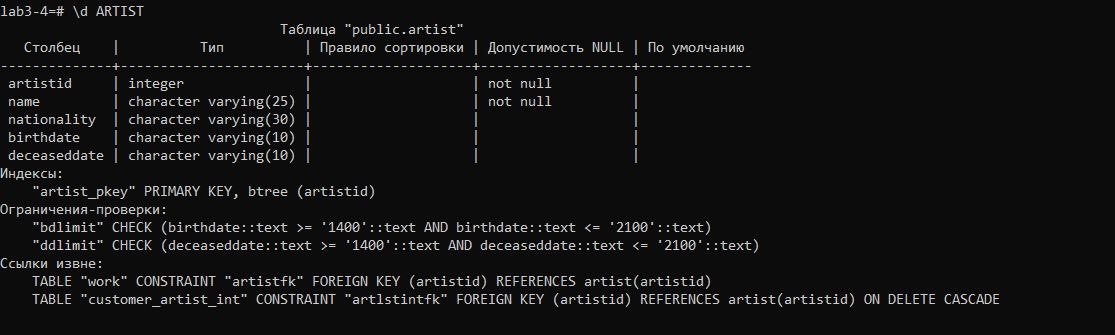 lab3-4=# \d ARTIST
Таблица "public.artist"
Столбец | Тип | Правило сортировки | Допустимость NULL | По умолчанию
--------------+-----------------------+--------------------+-------------------+--------------
artistid | integer | | not null |
name | character varying(25) | | not null |
nationality | character varying(30) | | |
birthdate | character varying(10) | | |
deceaseddate | character varying(10) | | |
Индексы:
"artist_pkey" PRIMARY KEY, btree (artistid)
Ограничения-проверки:
"bdlimit" CHECK (birthdate::text >= '1400'::text AND birthdate::text <= '2100'::text)
"ddlimit" CHECK (deceaseddate::text >= '1400'::text AND deceaseddate::text <= '2100'::text)
Ссылки извне:
TABLE "work" CONSTRAINT "artistfk" FOREIGN KEY (artistid) REFERENCES artist(artistid)
TABLE "customer_artist_int" CONSTRAINT "artlstintfk" FOREIGN KEY (artistid) REFERENCES artist(artistid) ON DELETE CASCADE